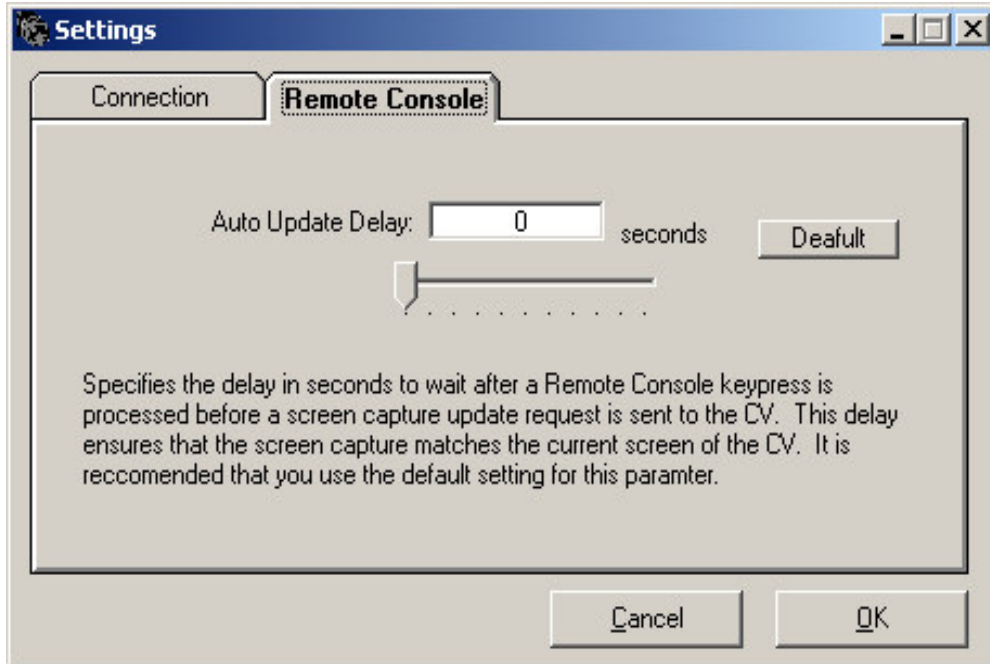 Settings
Connection
Remote Console
Auto Update Delay: 0 seconds
Deafult
Specifies the delay in seconds to wait after a Remote Console keypress is
processed before a screen capture update request is sent to the CV. This delay
ensures that the screen capture matches the current screen of the CV. It is
reccomended that you use the default setting for this paramter.
Cancel
OK